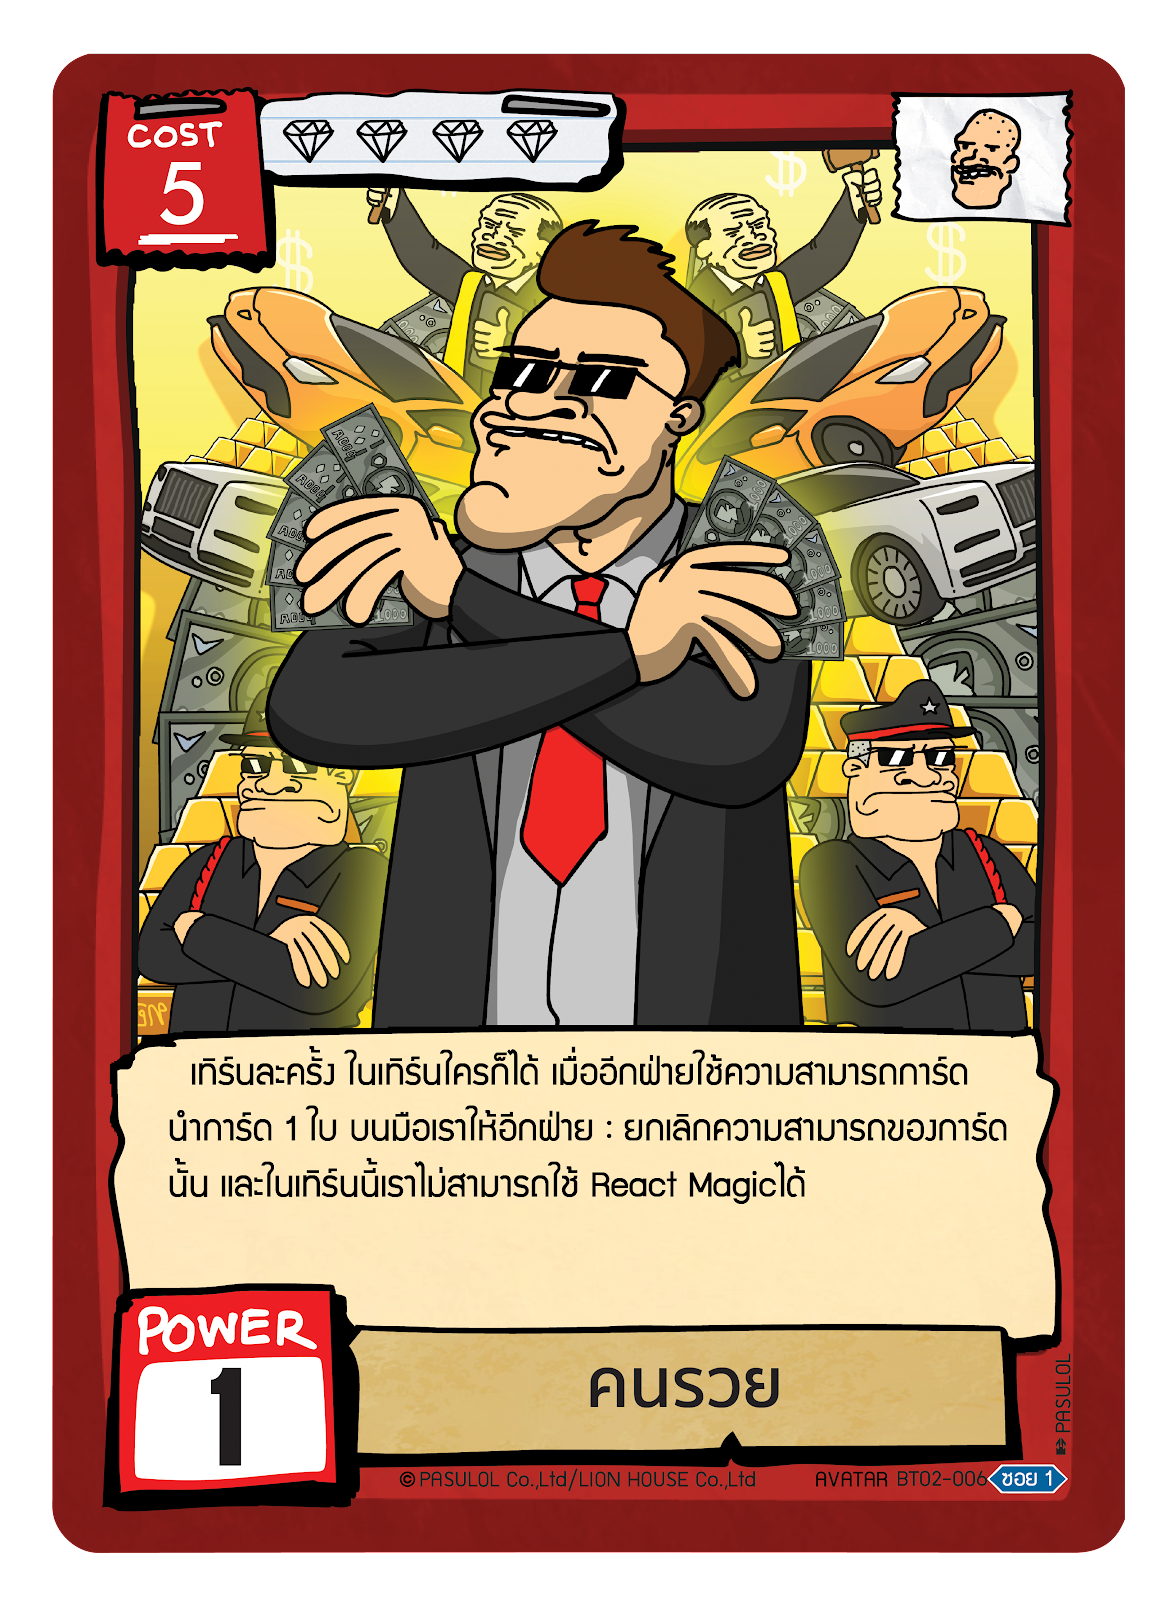 COST
5
เทิร์นละครั้ง ในเทิร์นใครก็ได้ เมื่ออีกฝ่ายใช้ความสามารถการ์ด
นำการ์ด 1 ใบ บนมือเราให้อีกฝ่าย : ยกเลิกความสามารถของการ์ด
นั้น และในเทิร์นนี้เราไม่สามารถใช้ React Magicได้
POWER
1
คนรวย
PASULOL
© PASULOL Co.,Ltd/LION HOUSE Co.,Ltd
AVATAR BT02-006
ซอย 1
1000
1000
1000
1000
1000